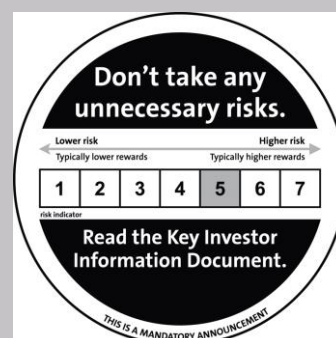 Don't take any
unnecessary risks.
Lower risk Higher risk
Typically lower rewards Typically higher rewards
1 2 3 4 5 6 7
risk indicator
Read the Key Investor
Information Document.
THIS IS A MANDATORY ANNOUNCEMENT